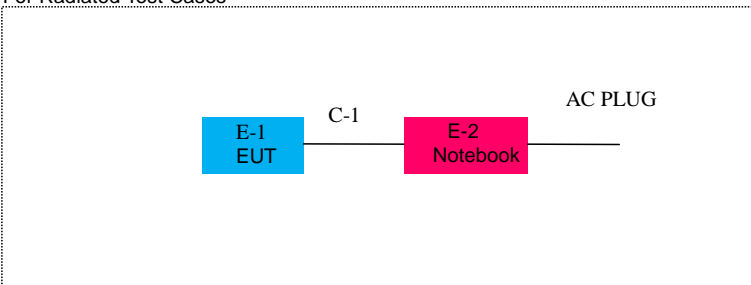 For Radiated Test Cases
AC PLUG
C-1
E-1
EUT
E-2
Notebook